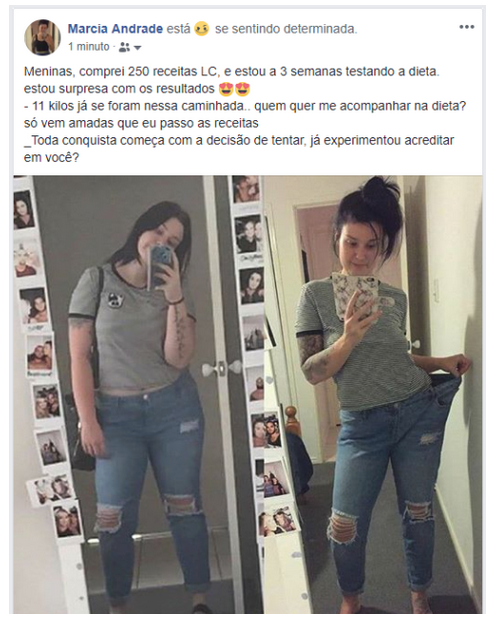 Marcia Andrade está se sentindo determinada.
1 minuto
Meninas, comprei 250 receitas LC, e estou a 3 semanas testando a dieta.
estou surpresa com os resultados
- 11 kilos já se foram nessa caminhada.. quem quer me acompanhar na dieta?
só vem amadas que eu passo as receitas
_Toda conquista começa com a decisão de tentar, já experimentou acreditar
em você?